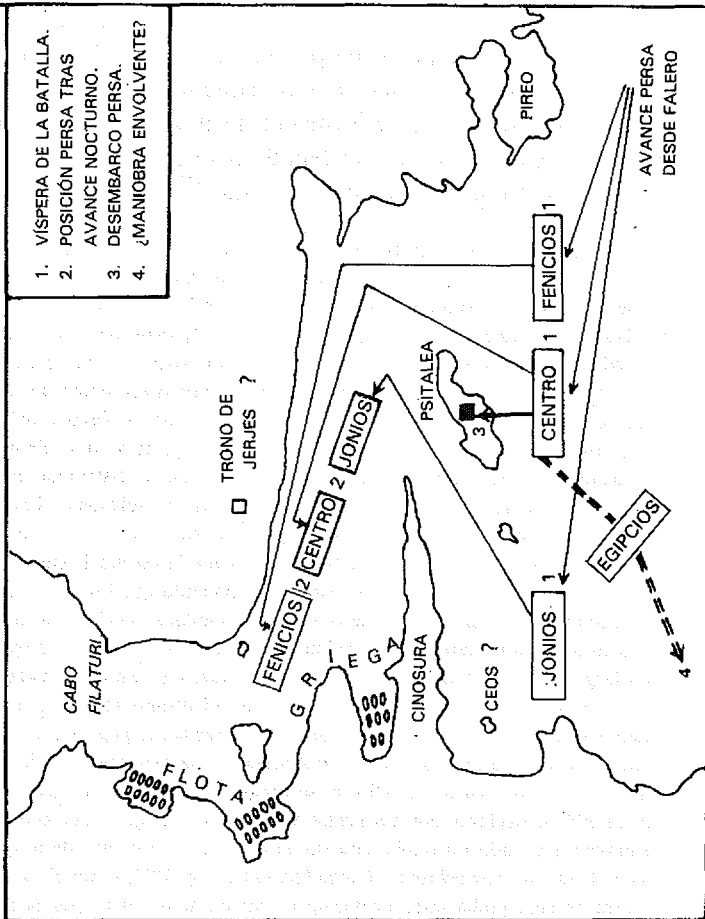 1. VÍSPERA DE LA BATALLA.
2. POSICIÓN PERSA TRAS
AVANCE NOCTURNO.
3. DESEMBARCO PERSA.
4. ¿MANIOBRA ENVOLVENTE?
CABO
FILATURI
TRONO DE
JERJES ?
PIREO
FLOTA
GRIEGA
FENICIOS 2
CENTRO 2
JONIOS
PSITALEA
3
CINOSURA
CEOS ?
JONIOS 1
CENTRO 1
FENICIOS 1
EGIPCIOS
4
AVANCE PERSA
DESDE FALERO